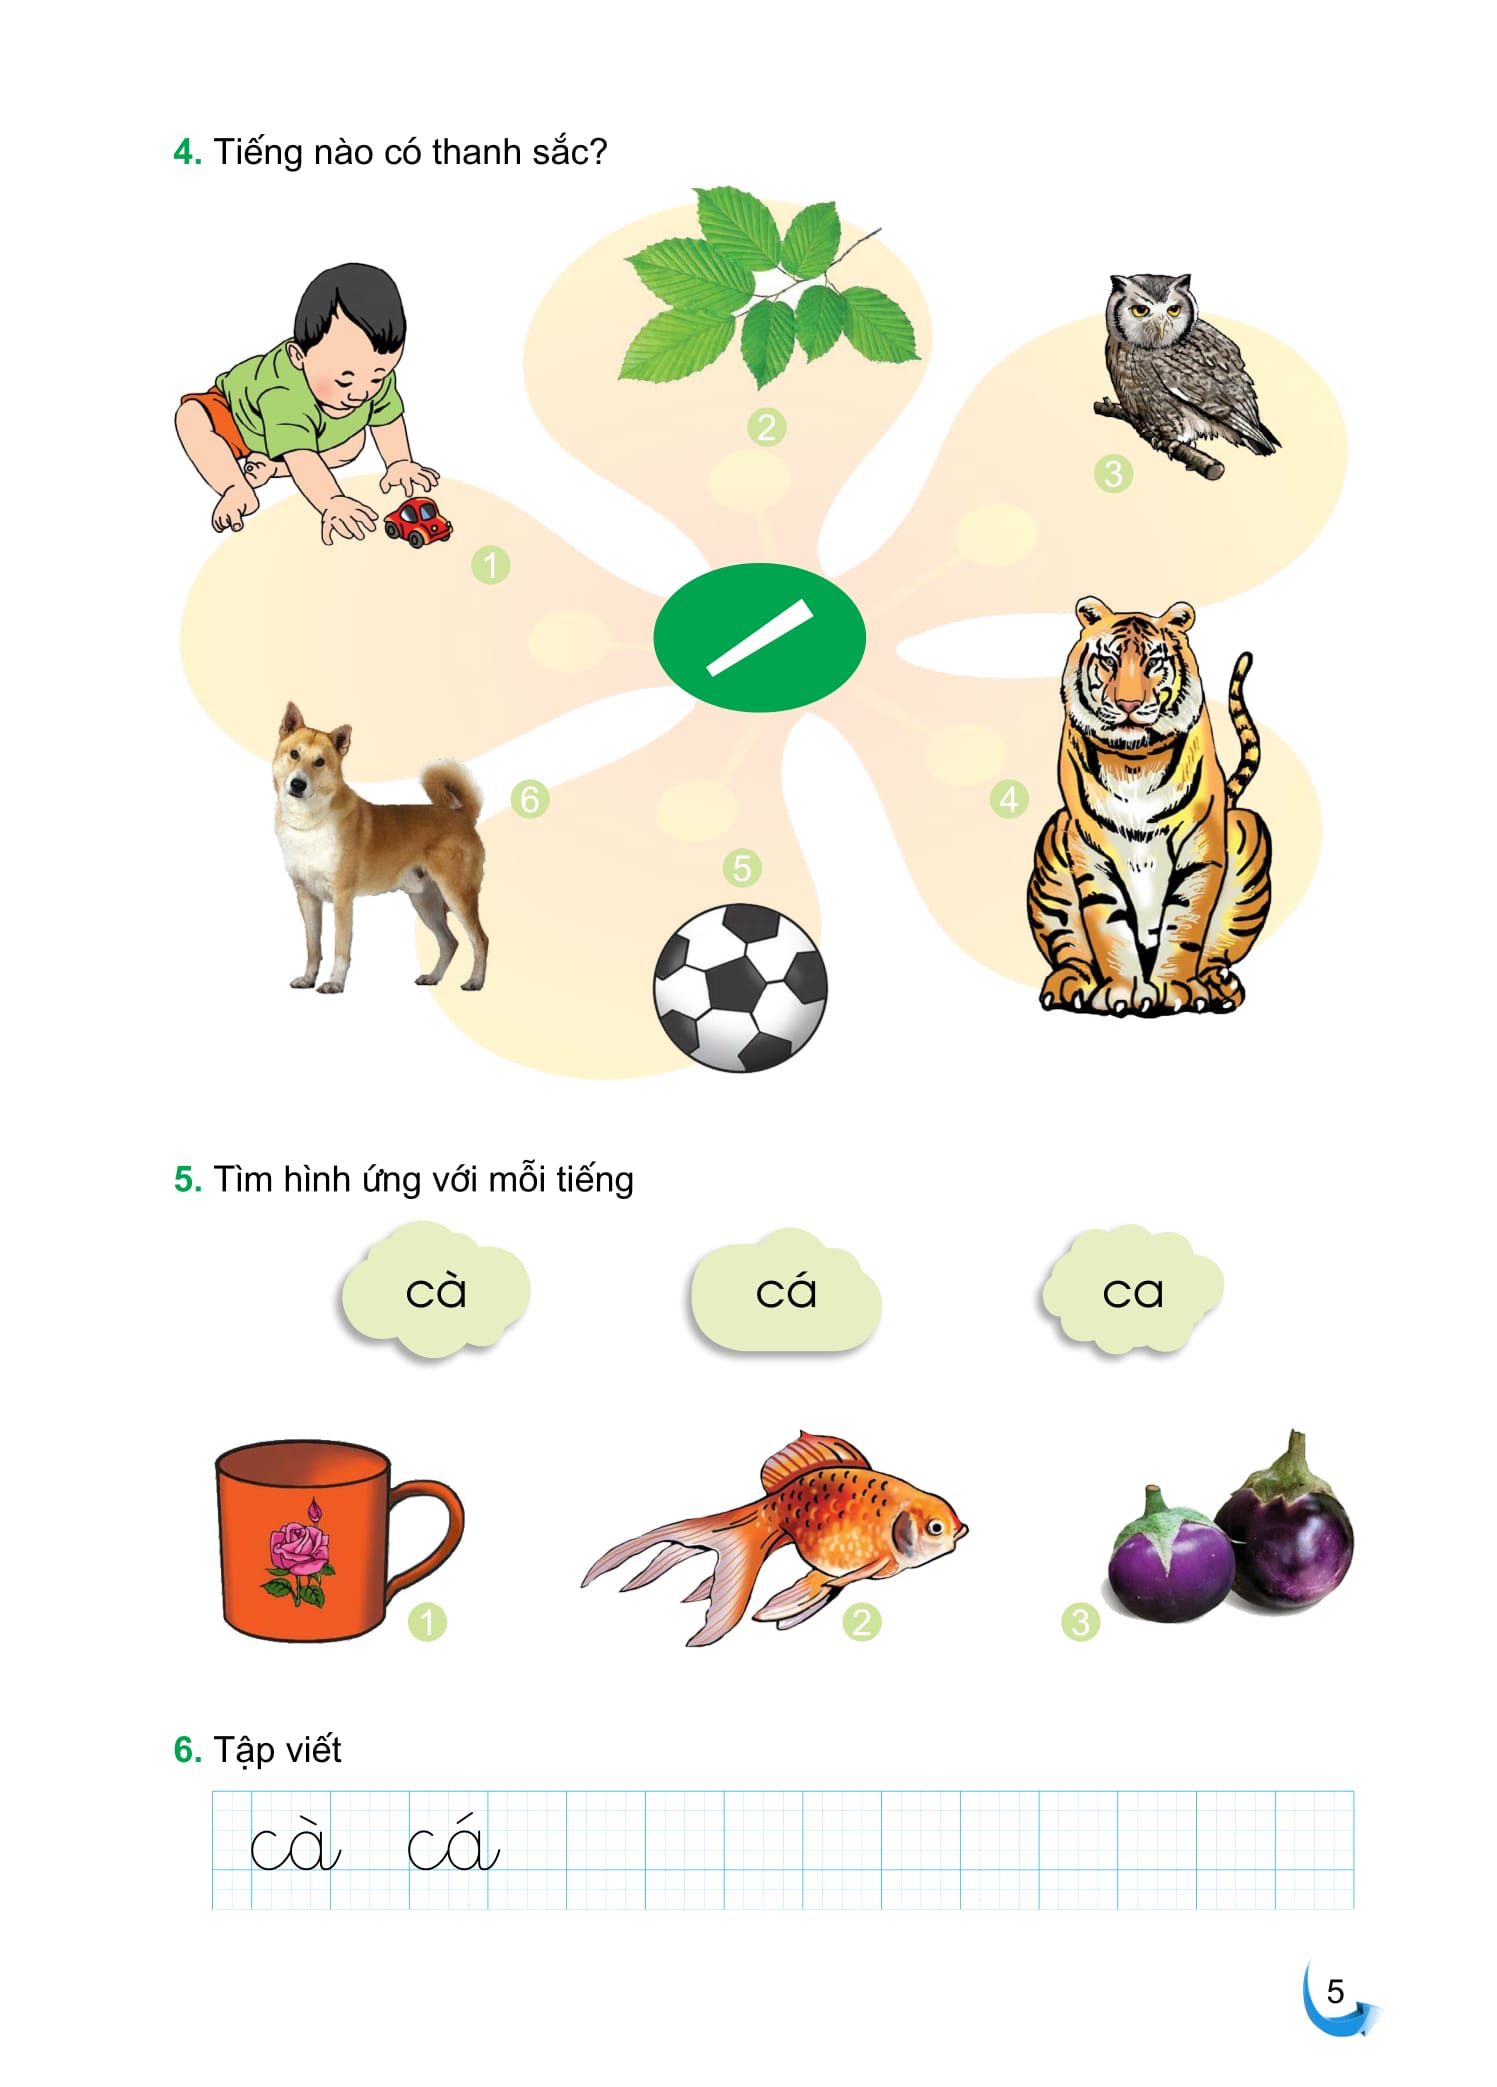 4. Tiếng nào có thanh sắc?
2
3
1
6
4
5
5. Tìm hình ứng với mỗi tiếng
cà cá ca
1 2 3
6. Tập viết
cà cá
5